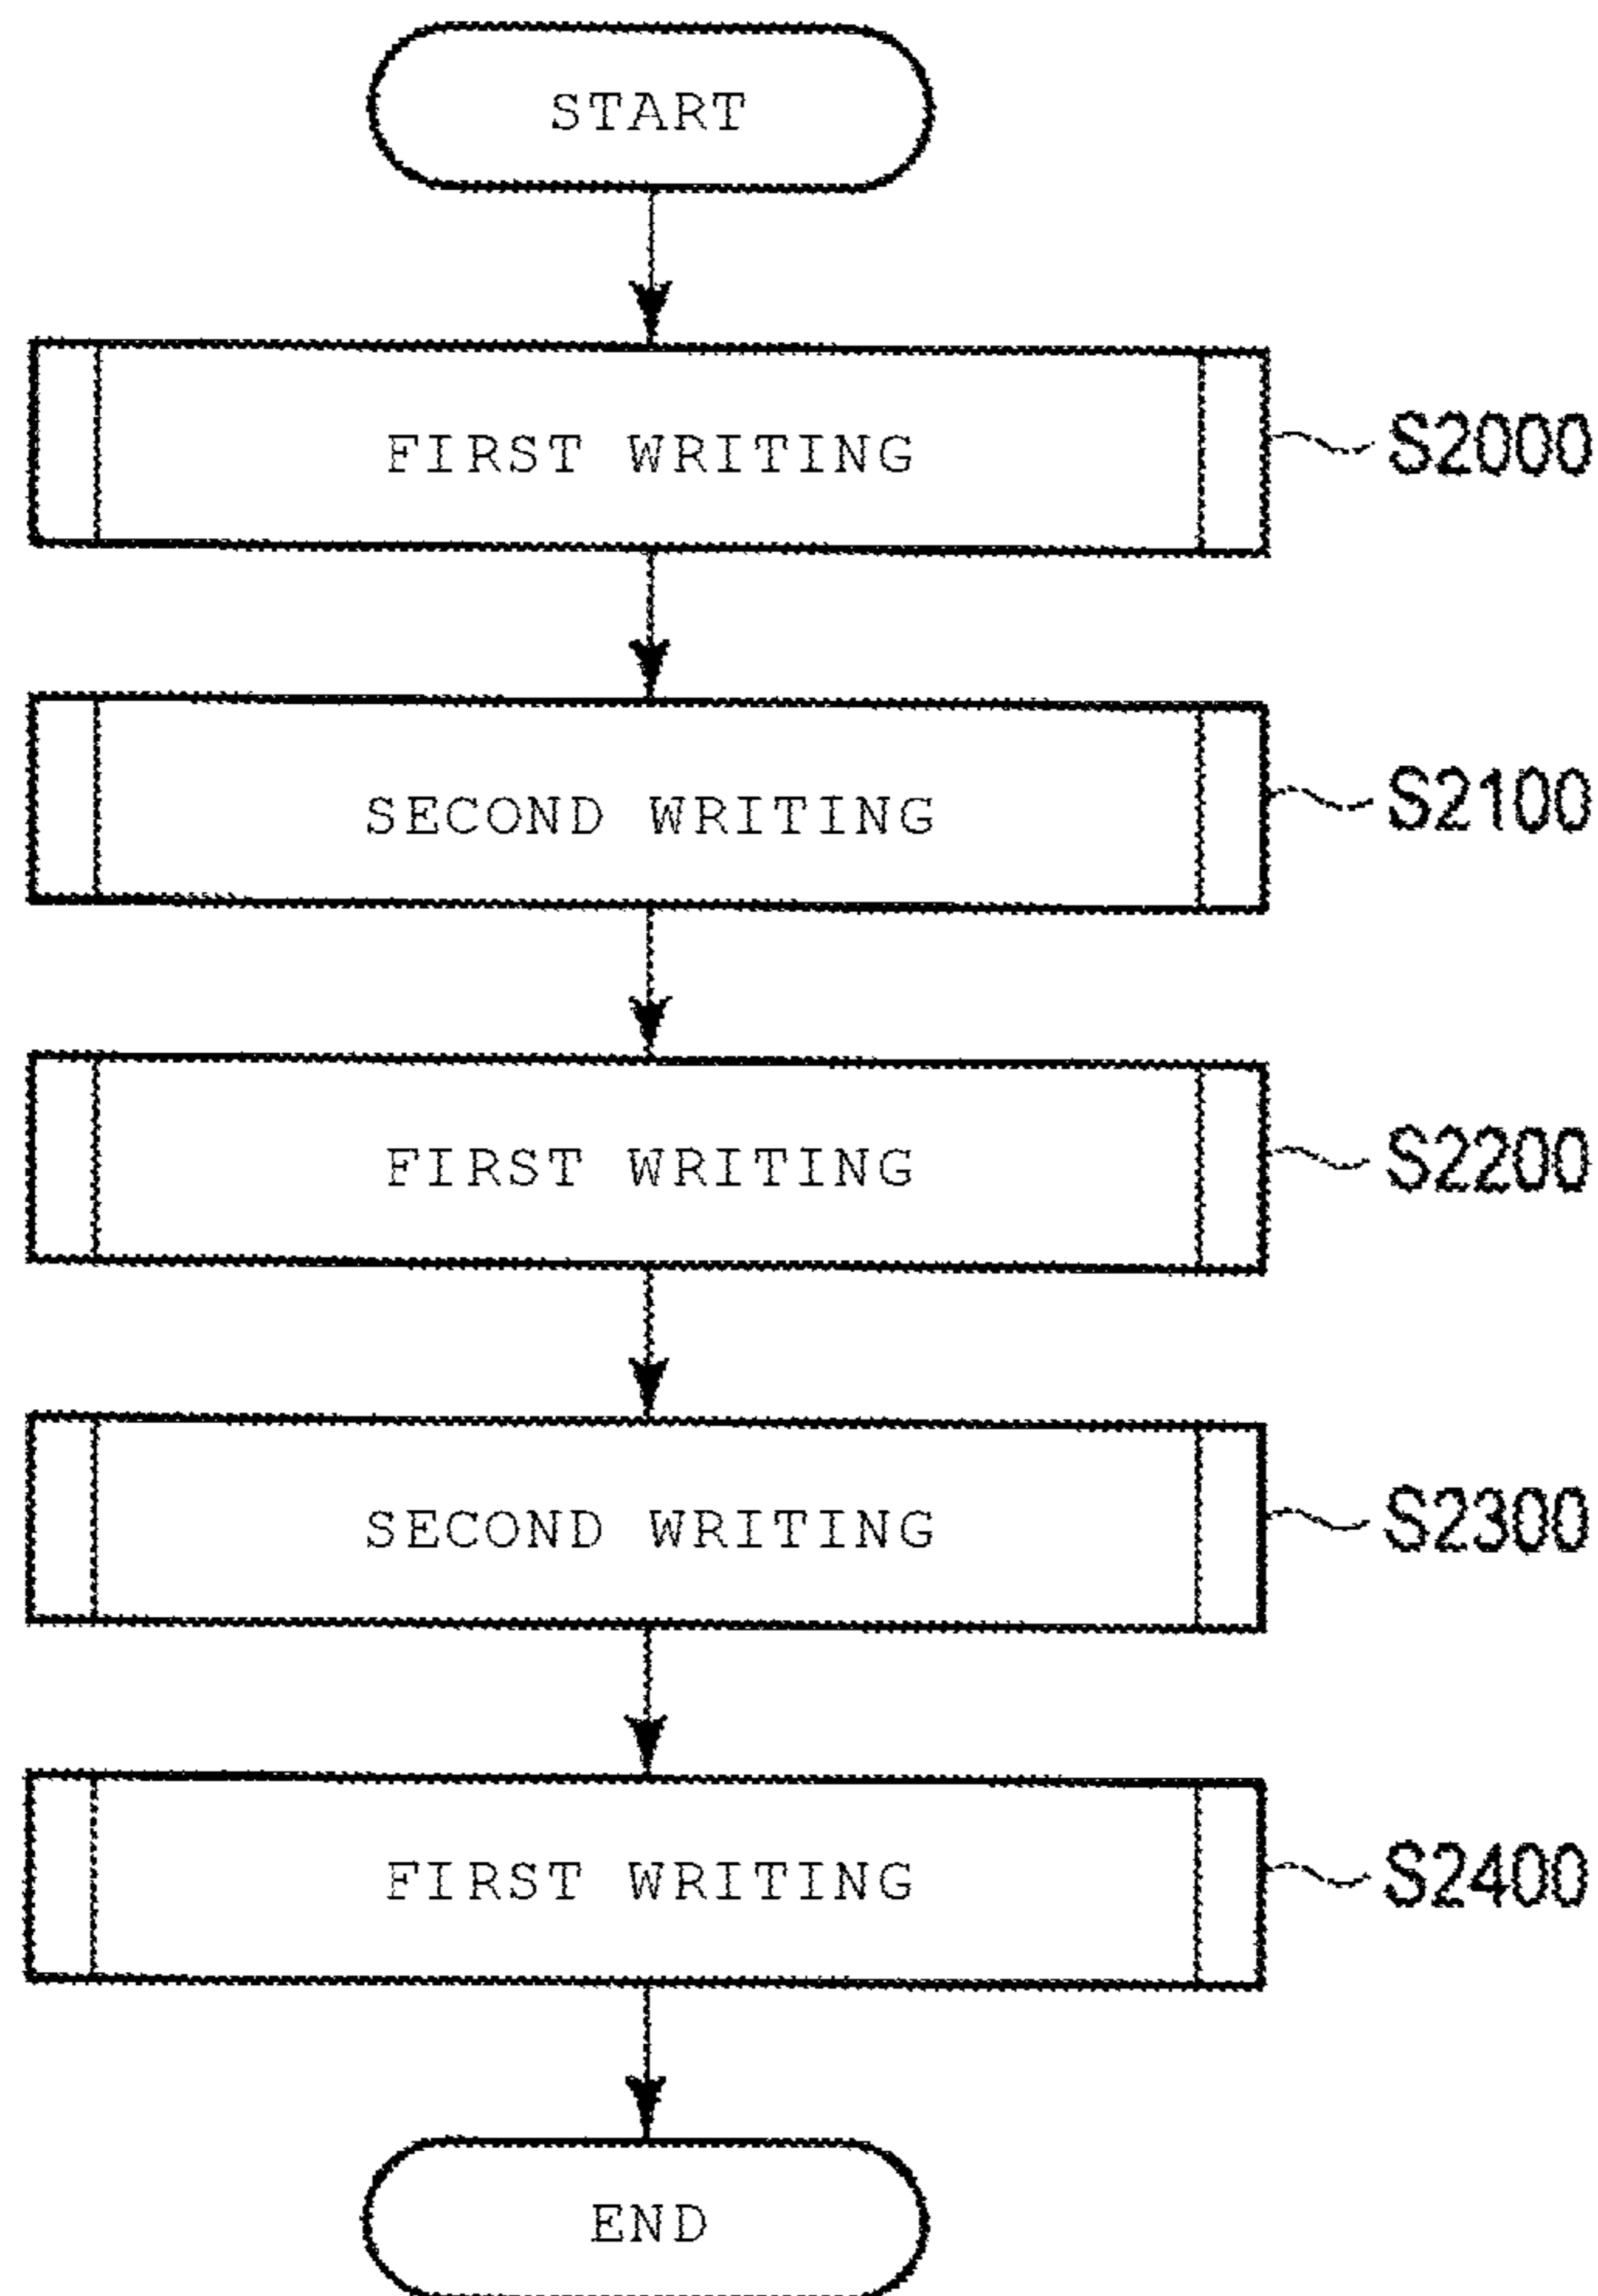 START
FIRST WRITING S2000
SECOND WRITING S2100
FIRST WRITING S2200
SECOND WRITING S2300
FIRST WRITING S2400
END